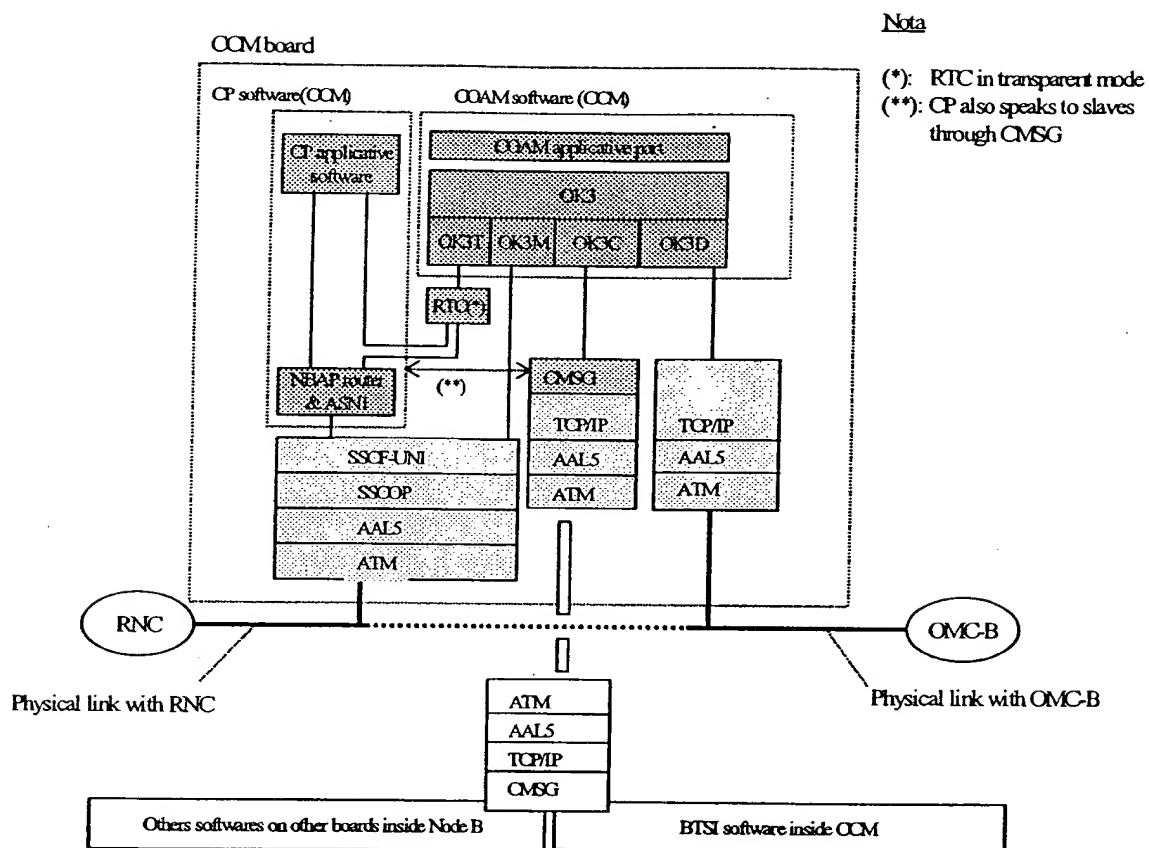 Nota
CCM board
(*): RTC in transparent mode
(**): CP also speaks to slaves
through CMSG
CP software(CCM)
COAM software (CCM)
CP applicative
software
COAM applicative part
OK3
OK3T
OK3M
OK3C
OK3D
RTC(*)
NBAP router
& ASN1
(**)
CMSG
TCP/IP
AAL5
ATM
TCP/IP
AAL5
ATM
SSCF-UNI
SSCOP
AAL5
ATM
RNC
OMC-B
Physical link with RNC
Physical link with OMC-B
ATM
AAL5
TCP/IP
CMSG
Others softwares on other boards inside Node B
BTSI software inside CCM